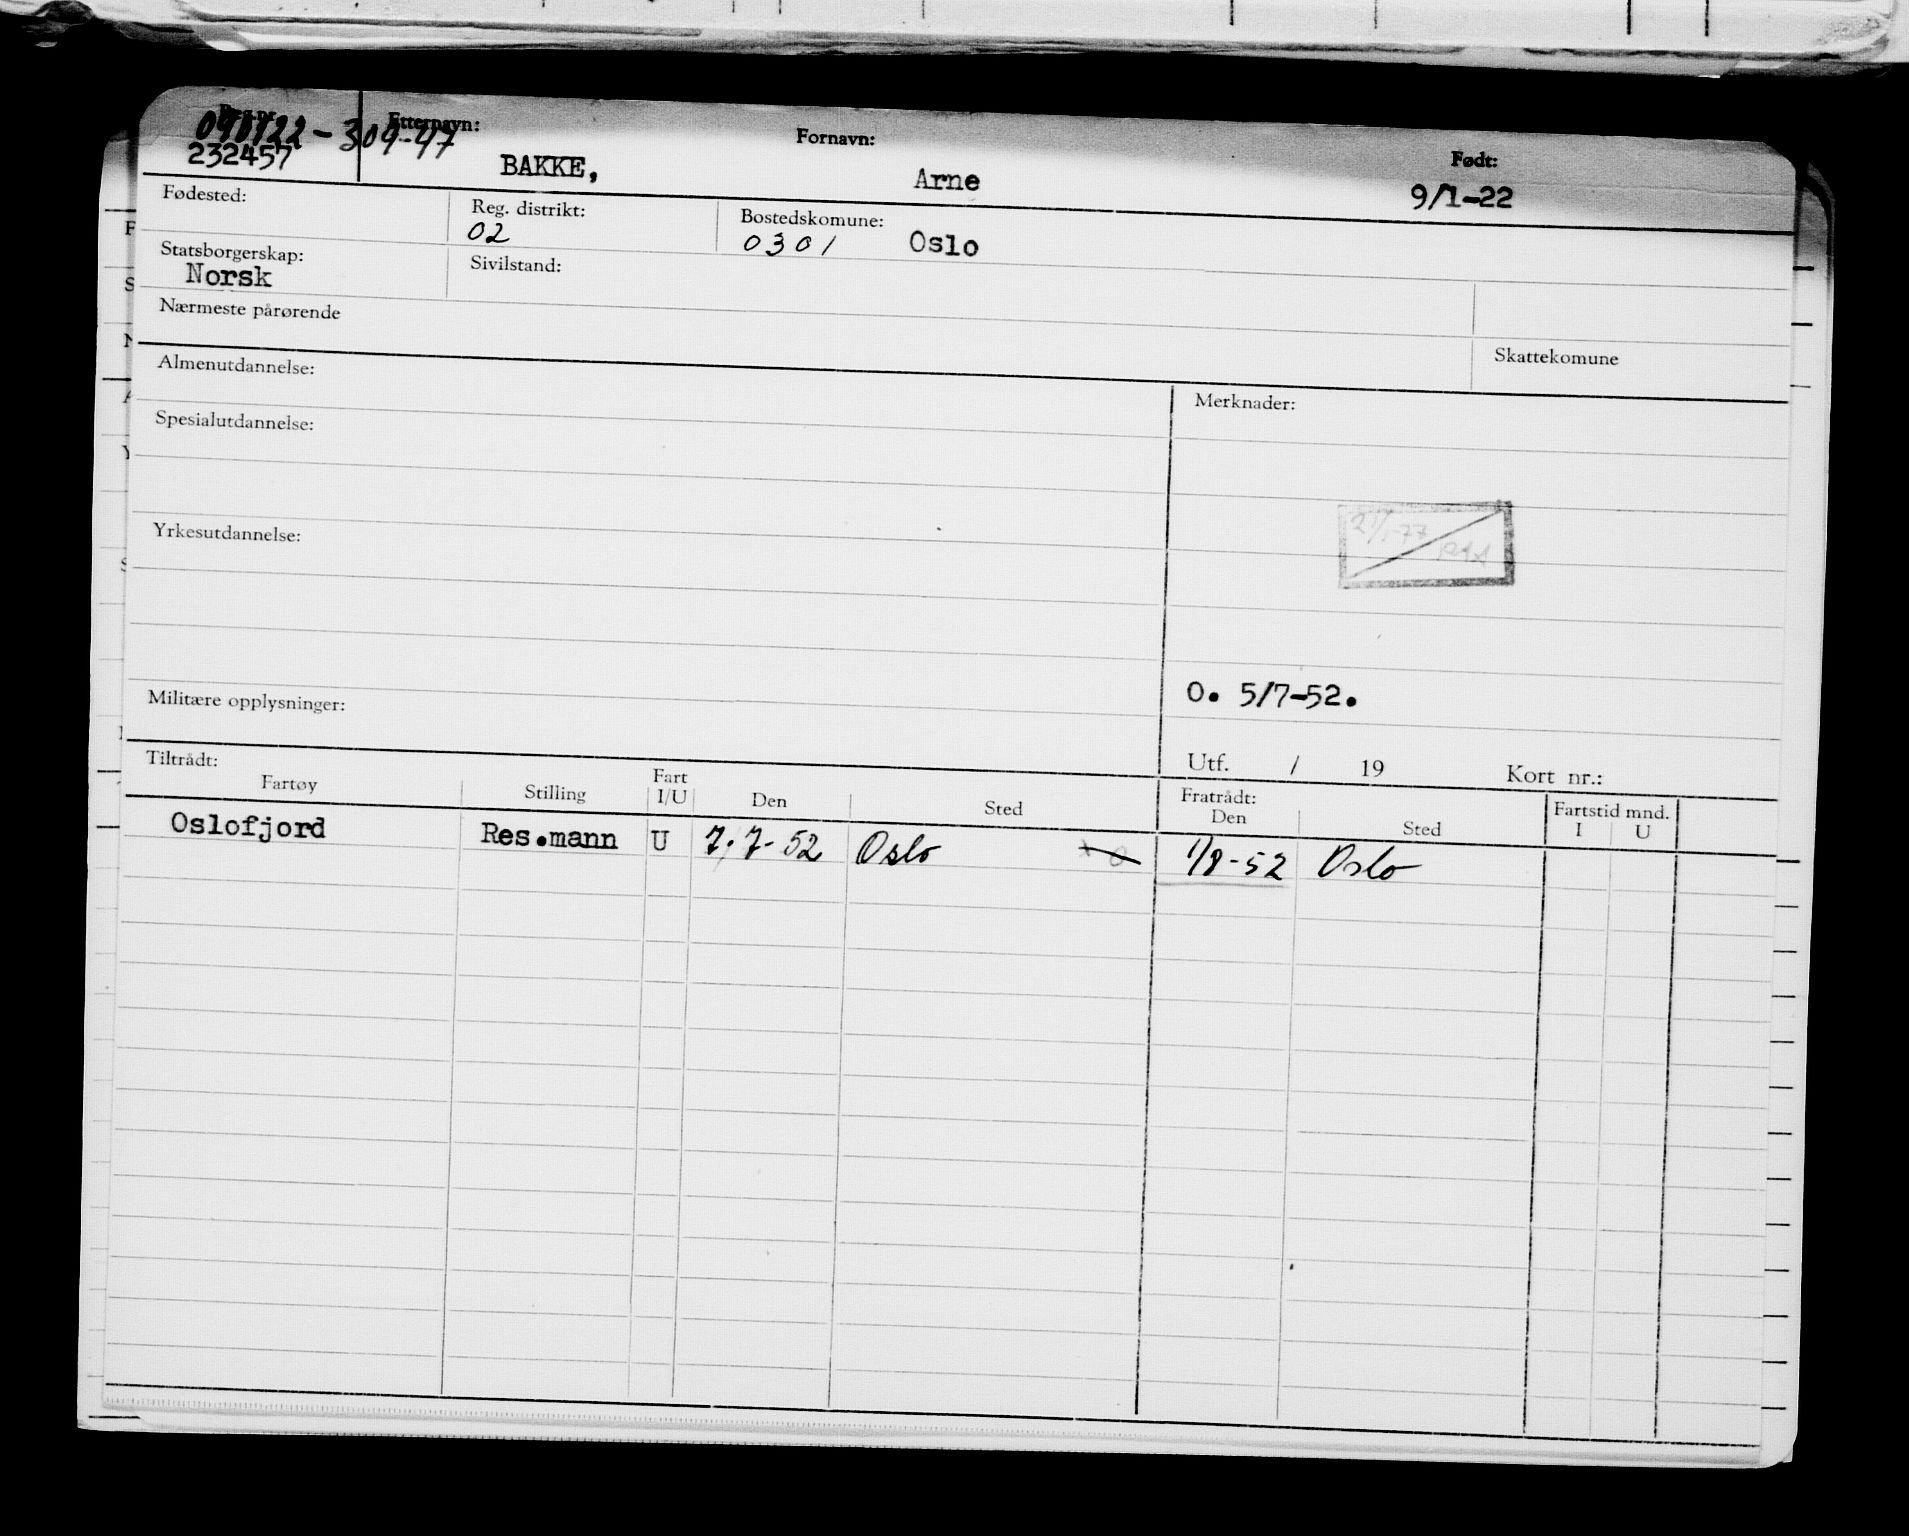 Reg.nr. Etternavn: Fornavn: Født:
090122-309-47
232457 BAKKE, Arne 9/1-22
Fødested: Reg. distrikt: Bostedskomune:
02 0301 Oslo
Statsborgerskap: Sivilstand:
Norsk
Nærmeste pårørende
Skattekomune
Almenutdannelse: Merknader:
Spesialutdannelse:
Yrkesutdannelse:
O. 5/7-52.
Militære opplysninger:
Utf. / 19 Kort nr.:
Tiltrådt: Fratrådt: Fartstid mnd.
Fartøy Stilling Fart I/U Den Sted Den Sted I U
Oslofjord Res.mann U 7.7-52 Oslo 1/8-52 Oslo